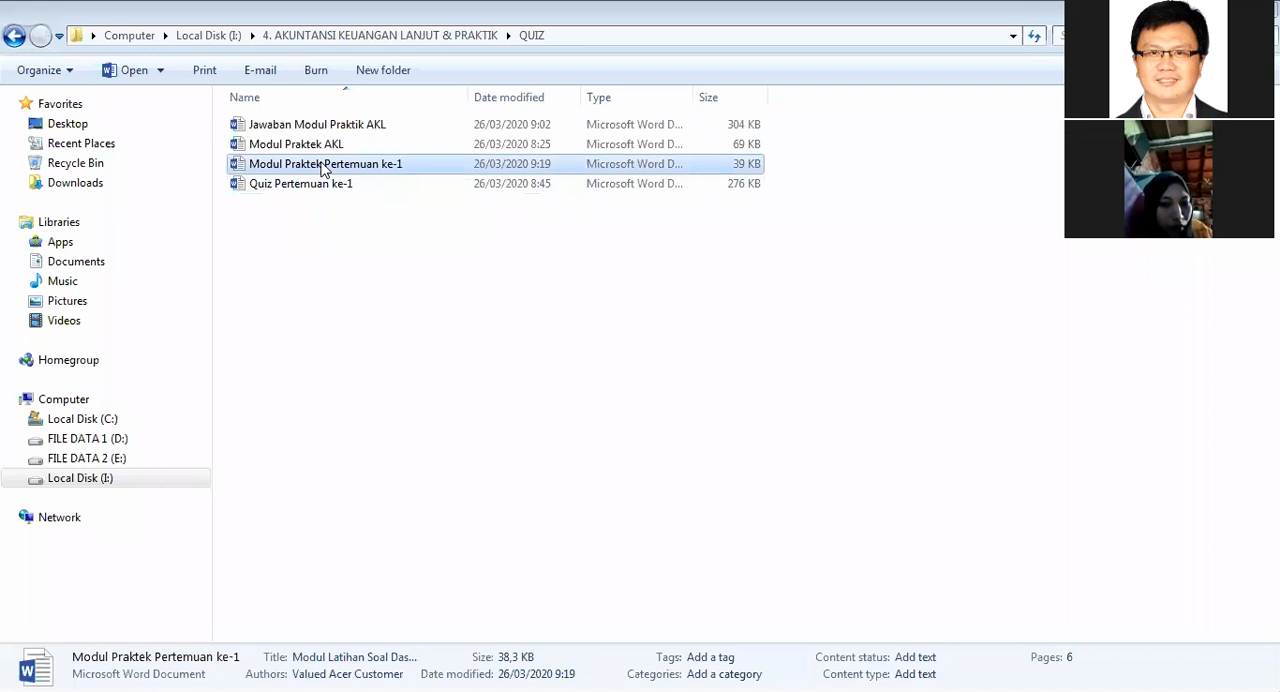 Computer Local Disk (I:) 4. AKUNTANSI KEUANGAN LANJUT & PRAKTIK QUIZ
Organize Open Print E-mail Burn New folder
Name Date modified Type Size
Jawaban Modul Praktik AKL 26/03/2020 9:02 Microsoft Word D... 304 KB
Modul Praktek AKL 26/03/2020 8:25 Microsoft Word D... 69 KB
Modul Praktek Pertemuan ke-1 26/03/2020 9:19 Microsoft Word D... 39 KB
Quiz Pertemuan ke-1 26/03/2020 8:45 Microsoft Word D... 276 KB
Favorites
Desktop
Recent Places
Recycle Bin
Downloads
Libraries
Apps
Documents
Music
Pictures
Videos
Homegroup
Computer
Local Disk (C:)
FILE DATA 1 (D:)
FILE DATA 2 (E:)
Local Disk (I:)
Network
Modul Praktek Pertemuan ke-1 Title: Modul Latihan Soal Das... Size: 38,3 KB Tags: Add a tag Content status: Add text Pages: 6
Microsoft Word Document Authors: Valued Acer Customer Date modified: 26/03/2020 9:19 Categories: Add a category Content type: Add text